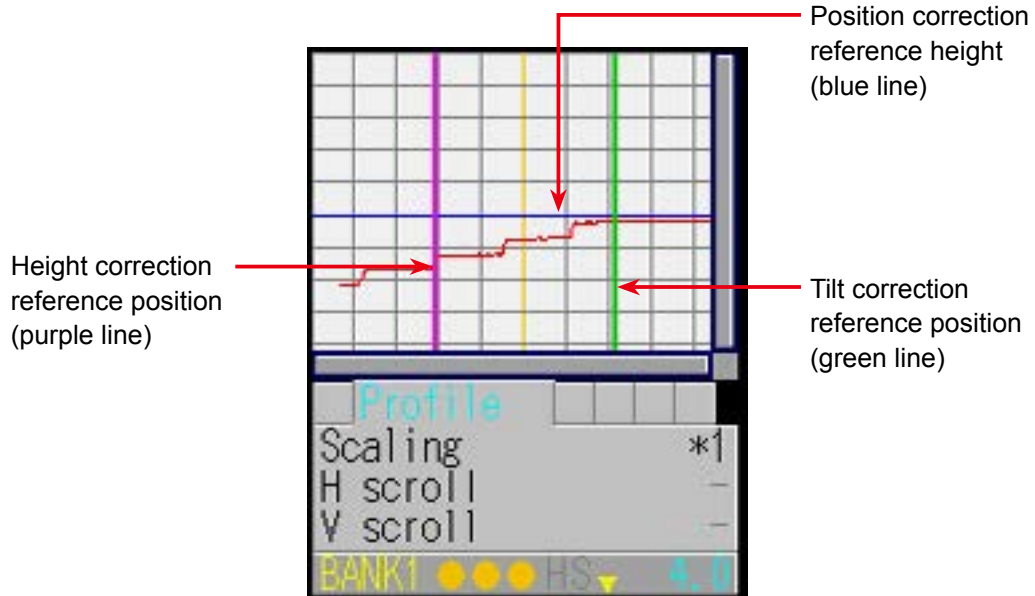 Position correction
reference height
(blue line)
Height correction
reference position
(purple line)
Tilt correction
reference position
(green line)
Profile
Scaling *1
H scroll –
V scroll –
BANK1 HS 4.0